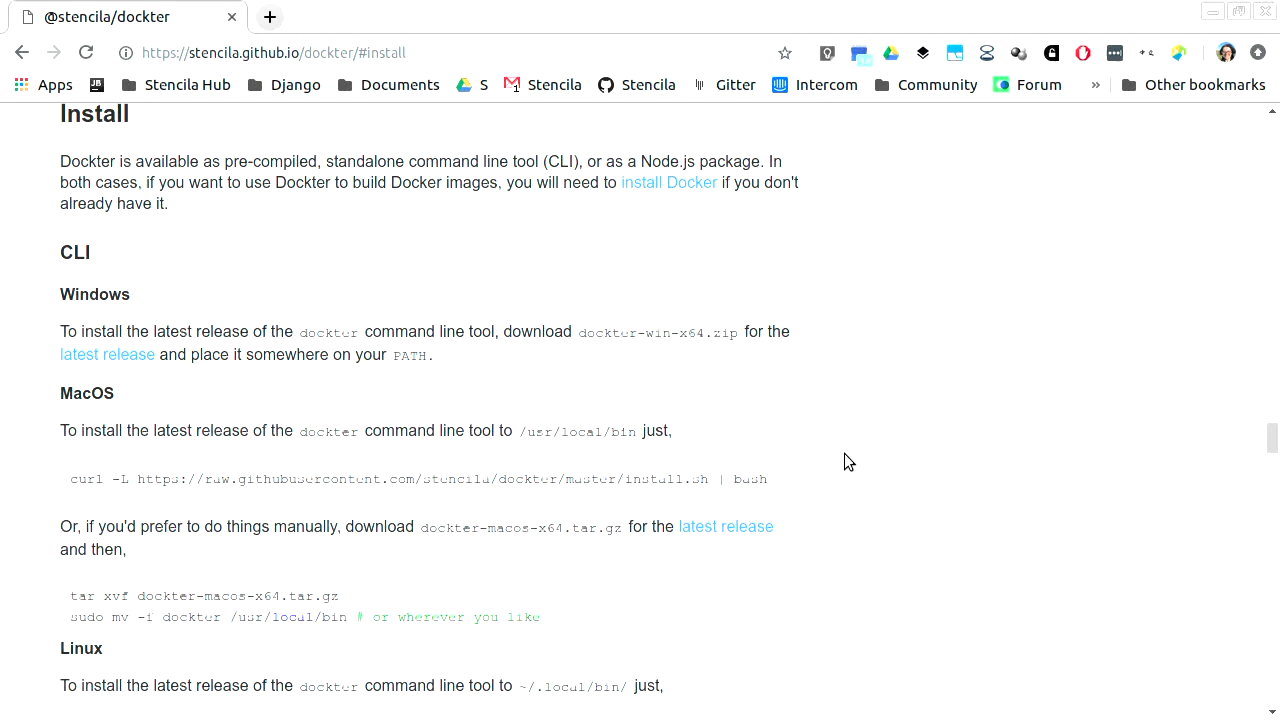 @stencila/dockter
https://stencila.github.io/dockter/#install
Apps
Stencila Hub
Django
Documents
S
Stencila
Stencila
Gitter
Intercom
Community
Forum
»
Other bookmarks
Install
Dockter is available as pre-compiled, standalone command line tool (CLI), or as a Node.js package. In
both cases, if you want to use Dockter to build Docker images, you will need to install Docker if you don't
already have it.
CLI
Windows
To install the latest release of the dockter command line tool, download dockter-win-x64.zip for the
latest release and place it somewhere on your PATH.
MacOS
To install the latest release of the dockter command line tool to /usr/local/bin just,
curl -L https://raw.githubusercontent.com/stencila/dockter/master/install.sh | bash
Or, if you'd prefer to do things manually, download dockter-macos-x64.tar.gz for the latest release
and then,
tar xvf dockter-macos-x64.tar.gz
sudo mv -f dockter /usr/local/bin # or wherever you like
Linux
To install the latest release of the dockter command line tool to ~/.local/bin/ just,